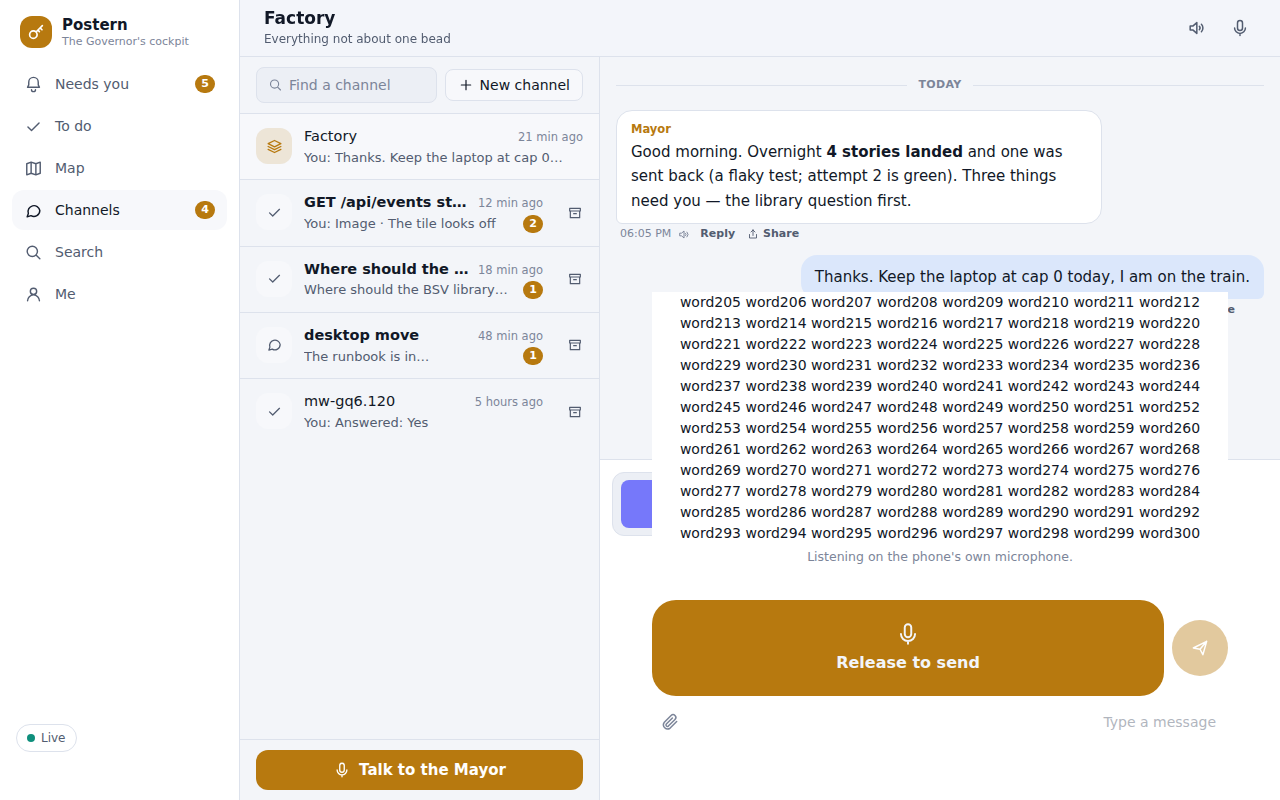 Postern
The Governor's cockpit
Needs you 5
To do
Map
Channels 4
Search
Me
Live
Factory
Everything not about one bead
Find a channel
New channel
Factory 21 min ago
You: Thanks. Keep the laptop at cap 0…
GET /api/events st… 12 min ago
You: Image · The tile looks off 2
Where should the … 18 min ago
Where should the BSV library… 1
desktop move 48 min ago
The runbook is in… 1
mw-gq6.120 5 hours ago
You: Answered: Yes
Talk to the Mayor
TODAY
Mayor
Good morning. Overnight 4 stories landed and one was
sent back (a flaky test; attempt 2 is green). Three things
need you — the library question first.
06:05 PM Reply Share
Thanks. Keep the laptop at cap 0 today, I am on the train.
e
word205 word206 word207 word208 word209 word210 word211 word212
word213 word214 word215 word216 word217 word218 word219 word220
word221 word222 word223 word224 word225 word226 word227 word228
word229 word230 word231 word232 word233 word234 word235 word236
word237 word238 word239 word240 word241 word242 word243 word244
word245 word246 word247 word248 word249 word250 word251 word252
word253 word254 word255 word256 word257 word258 word259 word260
word261 word262 word263 word264 word265 word266 word267 word268
word269 word270 word271 word272 word273 word274 word275 word276
word277 word278 word279 word280 word281 word282 word283 word284
word285 word286 word287 word288 word289 word290 word291 word292
word293 word294 word295 word296 word297 word298 word299 word300
Listening on the phone's own microphone.
Release to send
Type a message